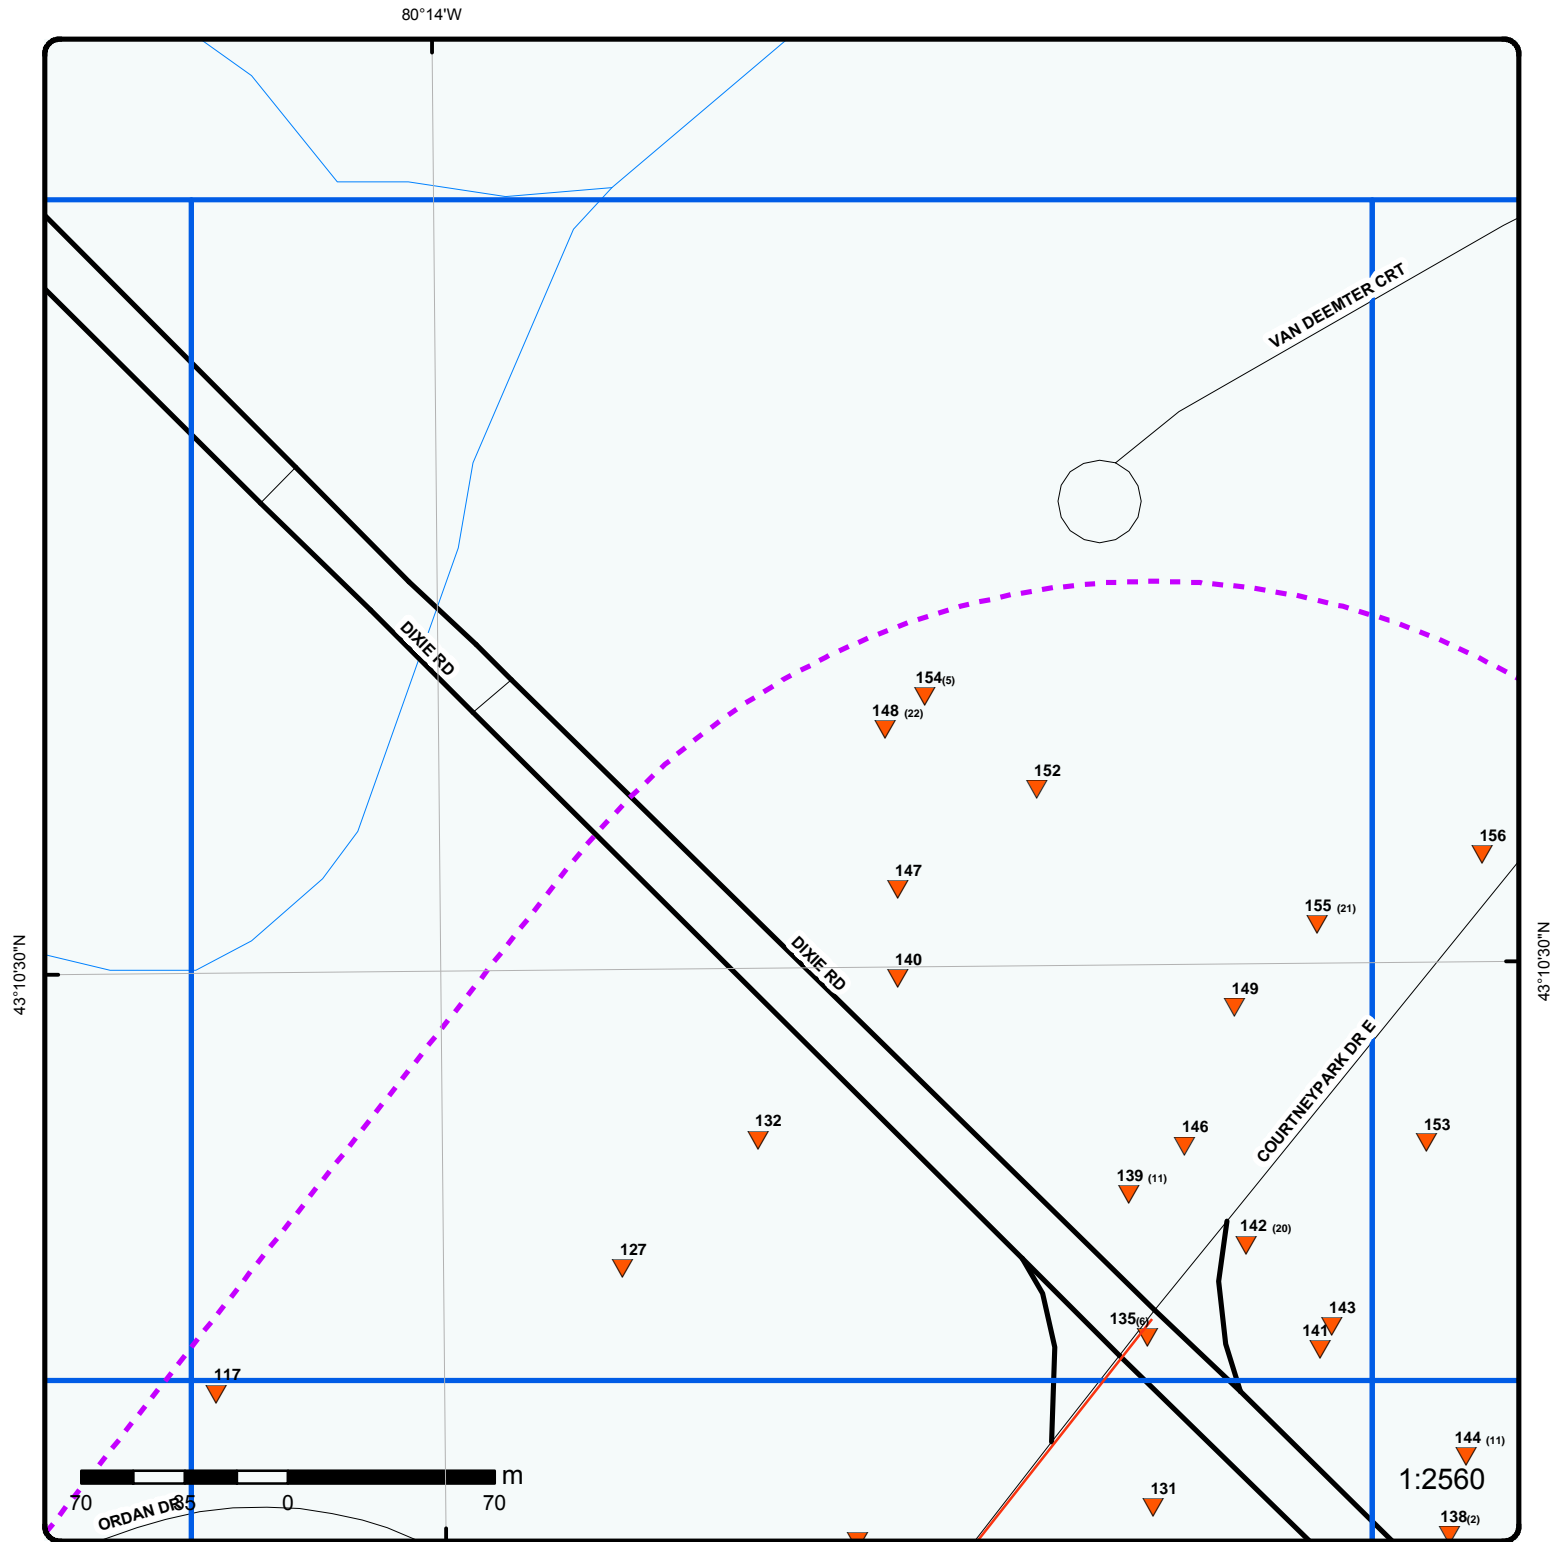 80°14'W
VAN DEEMTER CRT
DIXIE RD
154(5)
148 (22)
152
156
147
155 (21)
43°10'30"N
43°10'30"N
DIXIE RD
140
149
COURTNEYPARK DR E
132
146
153
139 (11)
142 (20)
127
135(6)
143
141
117
144 (11)
m
1:2560
70 35 0 70
ORDAN DR
131
138(2)